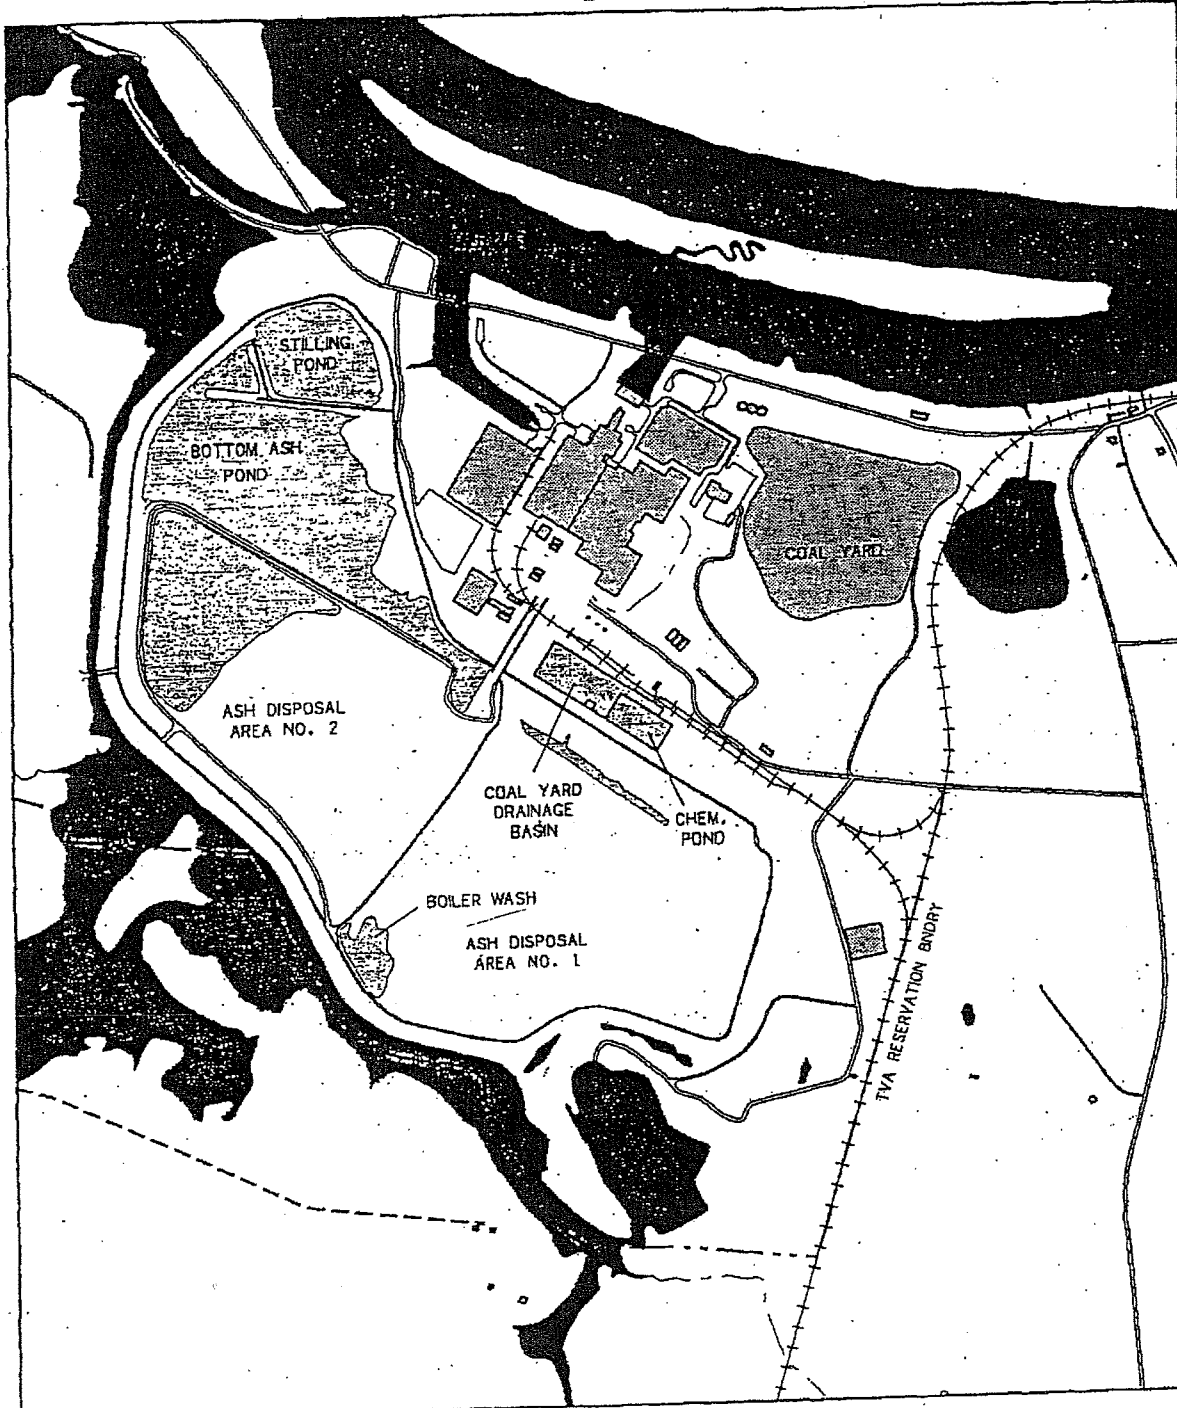 STILLING
POND
BOTTOM ASH
POND
COAL YARD
ASH DISPOSAL
AREA NO. 2
COAL YARD
DRAINAGE
BASIN
CHEM.
POND
BOILER WASH
ASH DISPOSAL
AREA NO. 1
TVA RESERVATION BNDRY